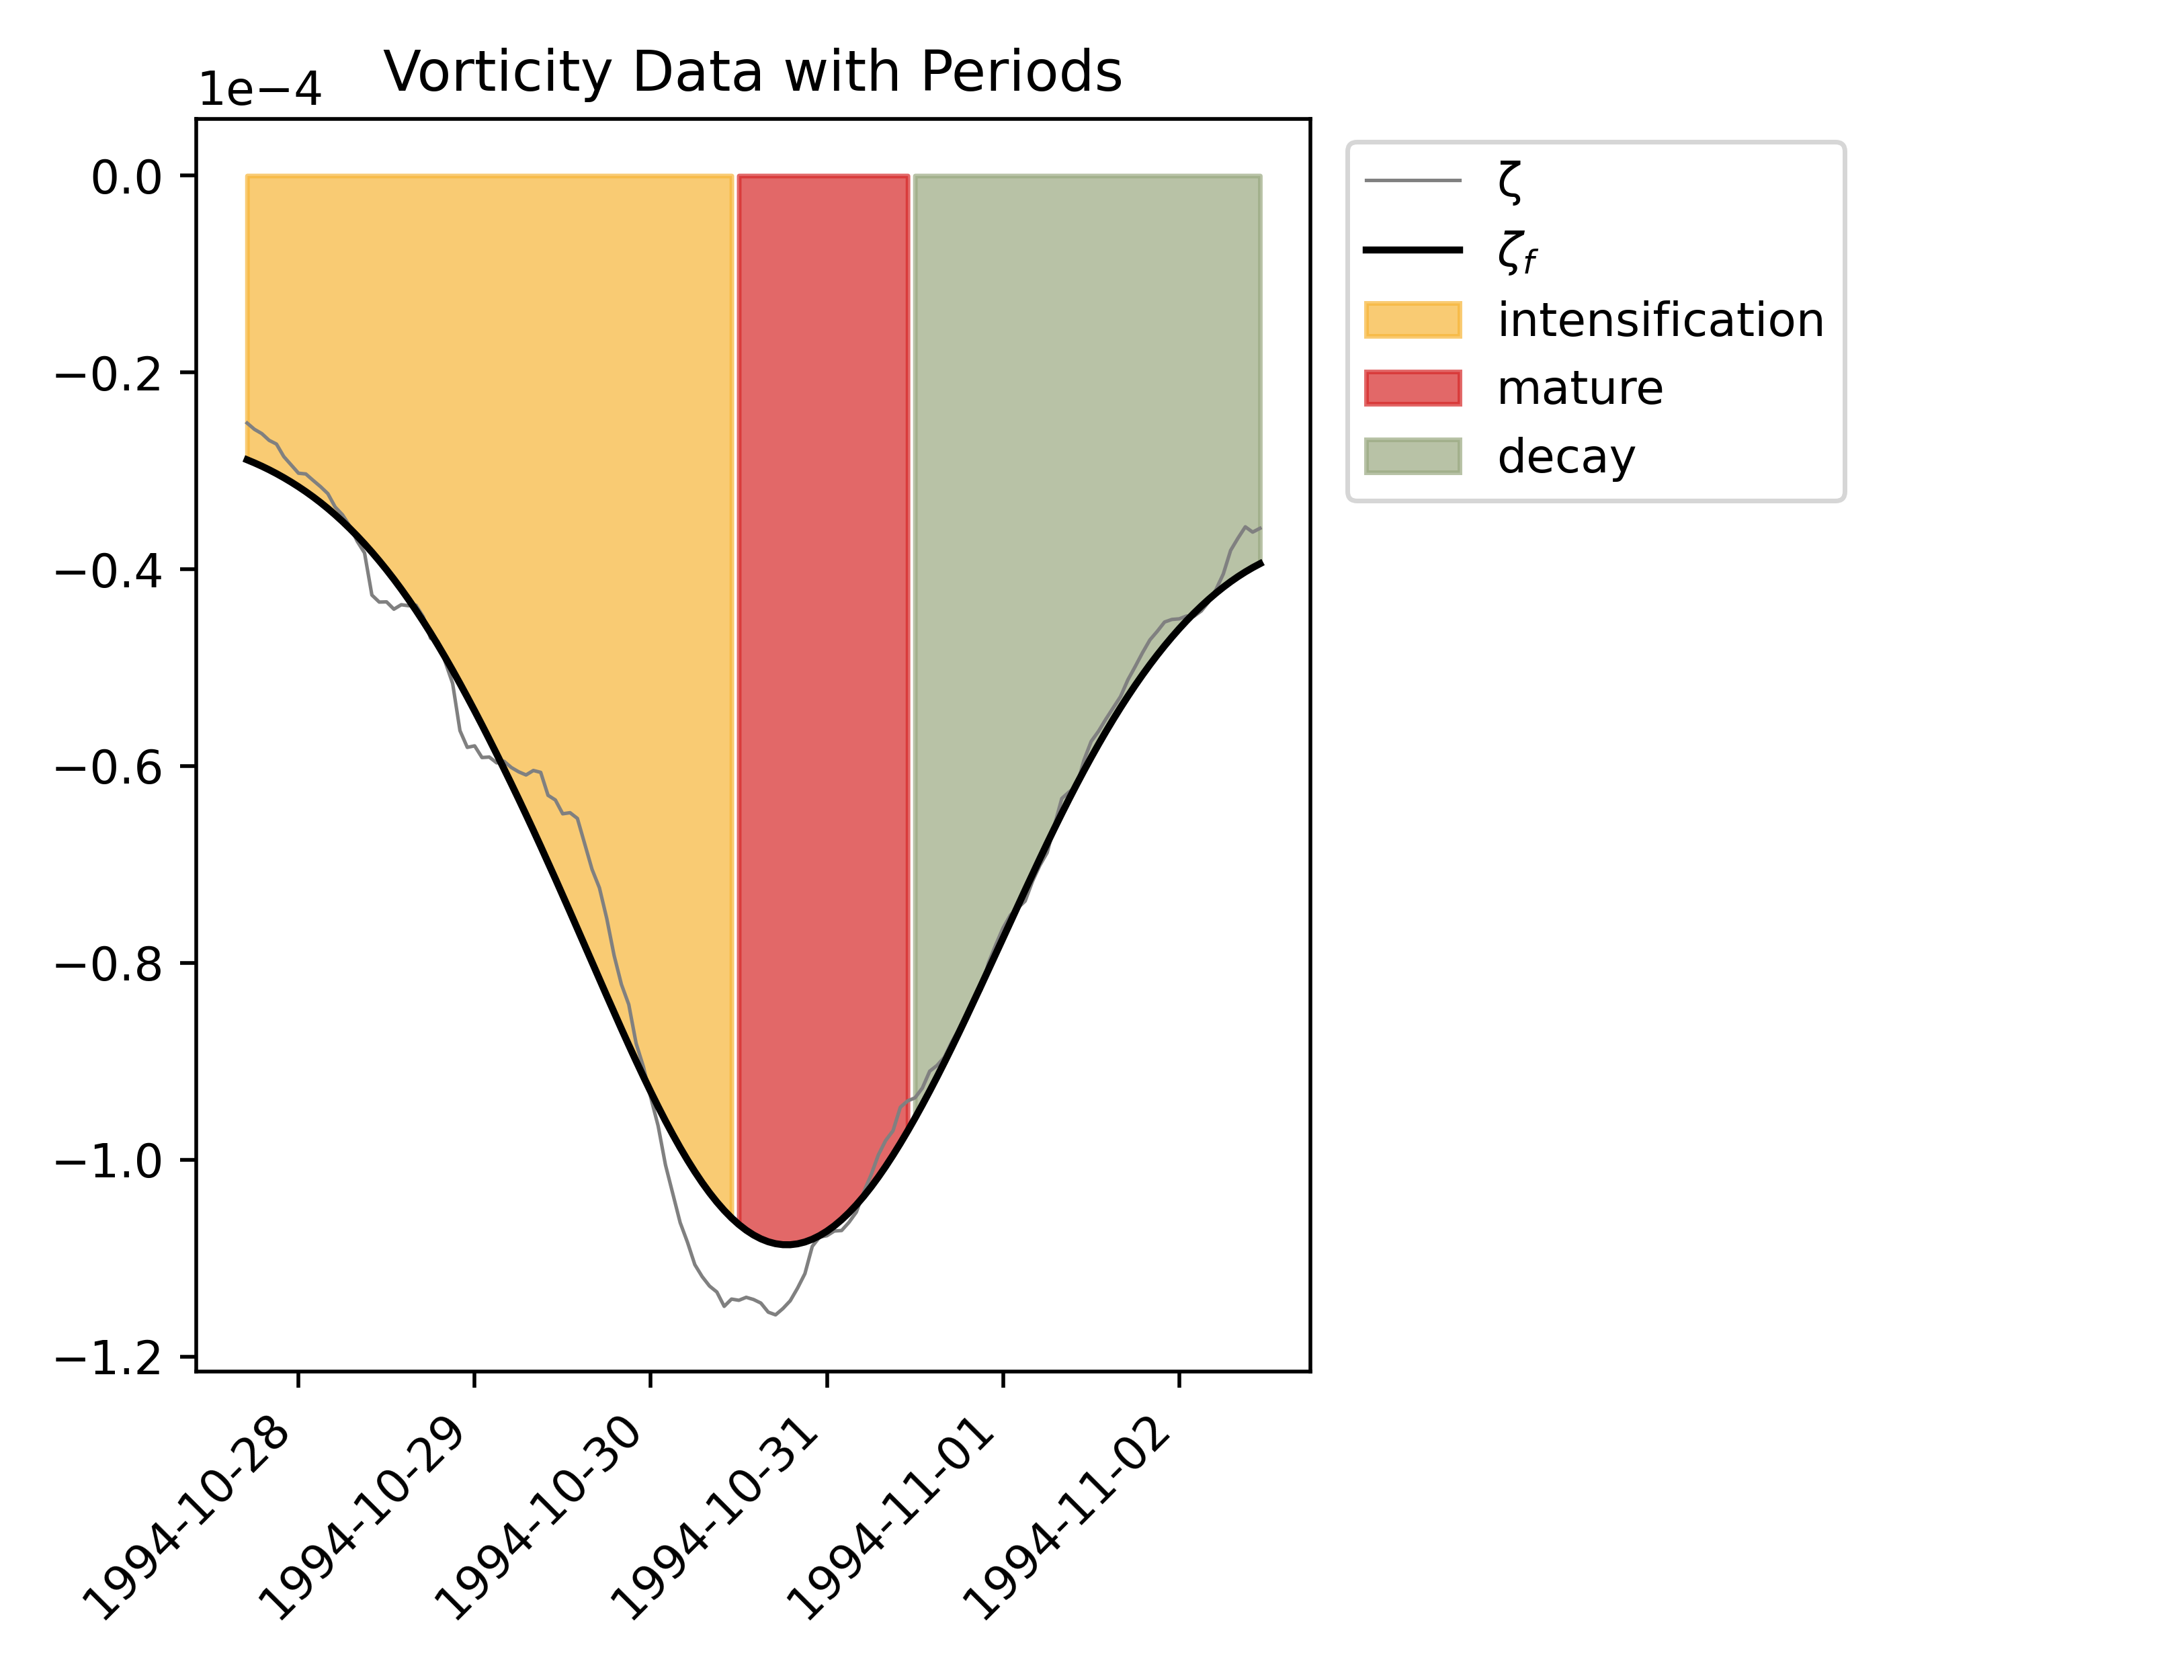 Vorticity Data with Periods
1e−4
0.0
−0.2
−0.4
−0.6
−0.8
−1.0
−1.2
1994-10-28
1994-10-29
1994-10-30
1994-10-31
1994-11-01
1994-11-02
ζ
ζf
intensification
mature
decay